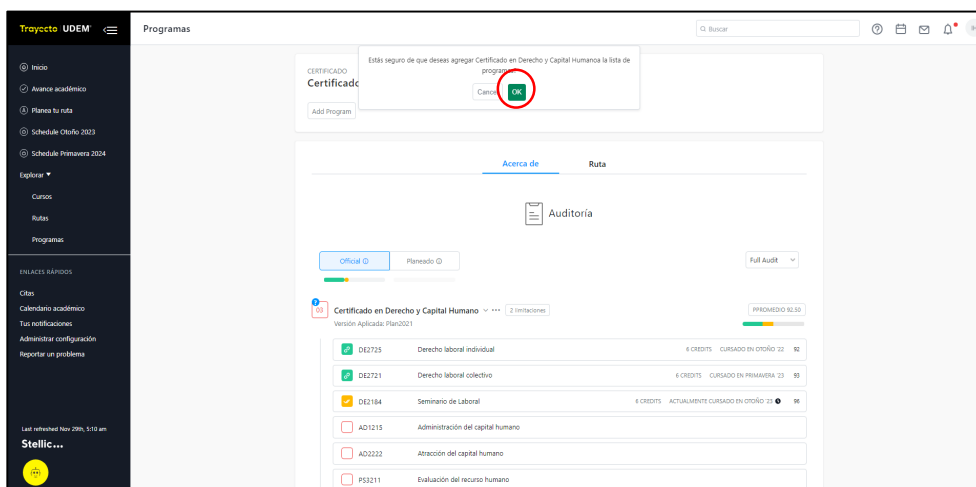 Trayecto UDEM
Programas
Buscar
Inicio
Avance académico
Planea tu ruta
Schedule Otoño 2023
Schedule Primavera 2024
Explorar
Cursos
Rutas
Programas
ENLACES RÁPIDOS
Citas
Calendario académico
Tus notificaciones
Administrar configuración
Reportar un problema
Last refreshed Nov 29th, 5:10 am
Stellic...
Estás seguro de que deseas agregar Certificado en Derecho y Capital Humanoa la lista de
OK
CERTIFICADO
Add Program
Acerca de Ruta
Auditoría
Official Planeado Full Audit
Certificado en Derecho y Capital Humano 2 limitaciones PPROMEDIO 92.50
Versión Aplicada: Plan2021
DE2725 Derecho laboral individual 6 CREDITS CURSADO EN OTOÑO '22 92
DE2721 Derecho laboral colectivo 6 CREDITS CURSADO EN PRIMAVERA '23 93
DE2184 Seminario de Laboral 6 CREDITS ACTUALMENTE CURSADO EN OTOÑO '23 96
AD1215 Administración del capital humano
AD2222 Atracción del capital humano
PS3211 Evaluación del recurso humano